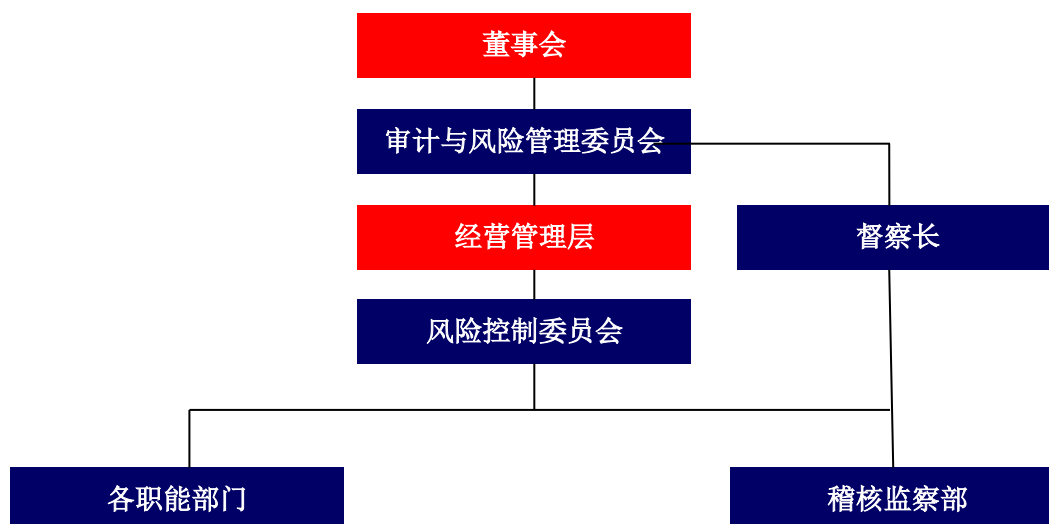 董事会
审计与风险管理委员会
经营管理层
督察长
风险控制委员会
各职能部门
稽核监察部